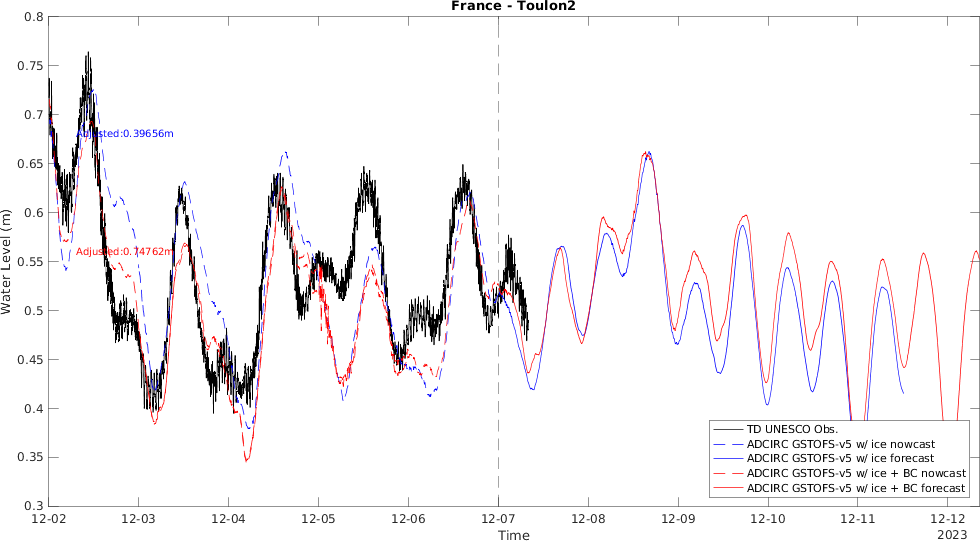 France - Toulon2
0.8
0.75
0.7
0.65
0.6
0.55
0.5
0.45
0.4
0.35
0.3
Water Level (m)
Adjusted:0.39656m
Adjusted:0.74762m
TD UNESCO Obs.
ADCIRC GSTOFS-v5 w/ ice nowcast
ADCIRC GSTOFS-v5 w/ ice forecast
ADCIRC GSTOFS-v5 w/ ice + BC nowcast
ADCIRC GSTOFS-v5 w/ ice + BC forecast
12-02 12-03 12-04 12-05 12-06 12-07 12-08 12-09 12-10 12-11 12-12
Time
2023